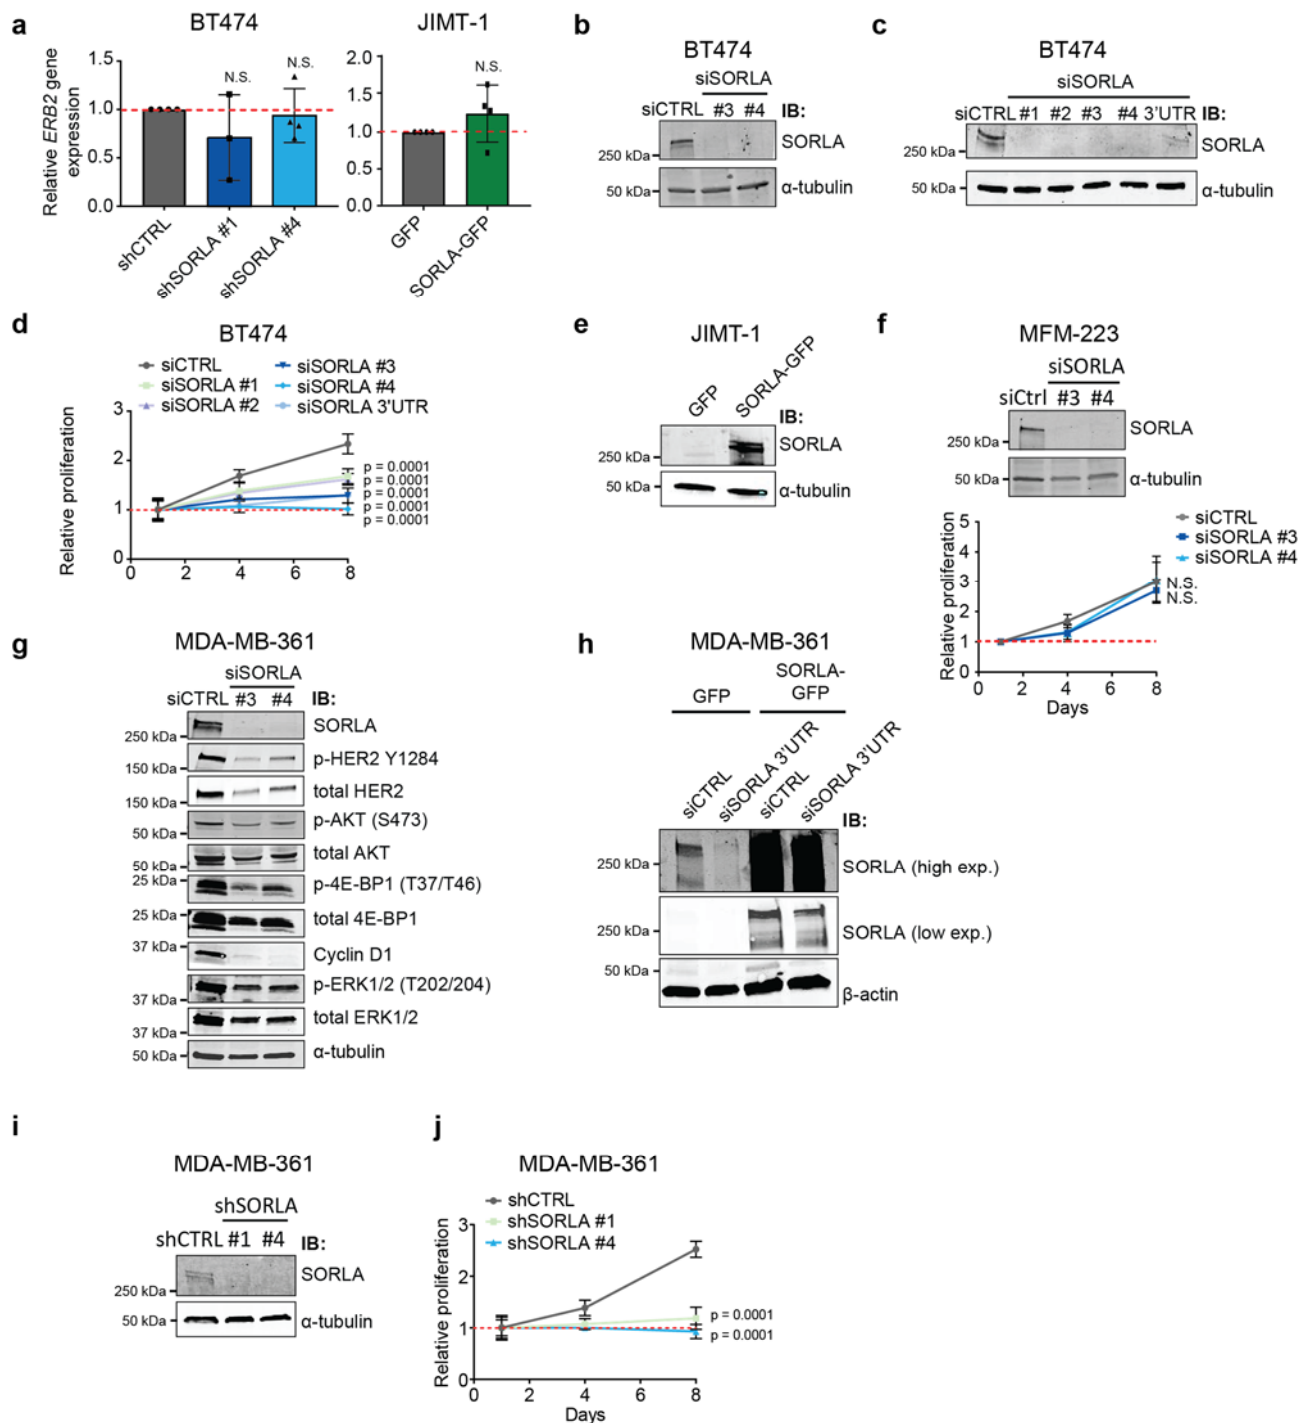 a
BT474
JIMT-1
Relative ERB2 gene
expression
1.5
1.0
0.5
0.0
N.S.
N.S.
shCTRL
shSORLA #1
shSORLA #4
2.0
1.5
1.0
0.5
0.0
N.S.
GFP
SORLA-GFP
b
BT474
siSORLA
siCTRL #3 #4 IB:
250 kDa
SORLA
50 kDa
α-tubulin
c
BT474
siSORLA
siCTRL #1 #2 #3 #4 3'UTR IB:
250 kDa
SORLA
50 kDa
α-tubulin
d
BT474
siCTRL
siSORLA #1
siSORLA #2
siSORLA #3
siSORLA #4
siSORLA 3'UTR
Relative proliferation
3
2
1
0
0 2 4 6 8
p = 0.0001
p = 0.0001
p = 0.0001
p = 0.0001
p = 0.0001
e
JIMT-1
GFP
SORLA-GFP
IB:
250 kDa
SORLA
50 kDa
α-tubulin
f
MFM-223
siSORLA
siCtrl #3 #4
250 kDa
SORLA
50 kDa
α-tubulin
siCTRL
siSORLA #3
siSORLA #4
Relative proliferation
5
4
3
2
1
0
N.S.
N.S.
0 2 4 6 8
Days
g
MDA-MB-361
siSORLA
siCTRL #3 #4 IB:
250 kDa
SORLA
150 kDa
p-HER2 Y1284
150 kDa
total HER2
50 kDa
p-AKT (S473)
50 kDa
total AKT
25 kDa
p-4E-BP1 (T37/T46)
25 kDa
total 4E-BP1
37 kDa
Cyclin D1
37 kDa
p-ERK1/2 (T202/204)
37 kDa
total ERK1/2
50 kDa
α-tubulin
h
MDA-MB-361
GFP
SORLA-
GFP
siCTRL
siSORLA 3'UTR
siCTRL
siSORLA 3'UTR
IB:
250 kDa
SORLA (high exp.)
250 kDa
SORLA (low exp.)
50 kDa
β-actin
i
MDA-MB-361
shSORLA
shCTRL #1 #4 IB:
250 kDa
SORLA
50 kDa
α-tubulin
j
MDA-MB-361
shCTRL
shSORLA #1
shSORLA #4
Relative proliferation
3
2
1
0
p = 0.0001
p = 0.0001
0 2 4 6 8
Days